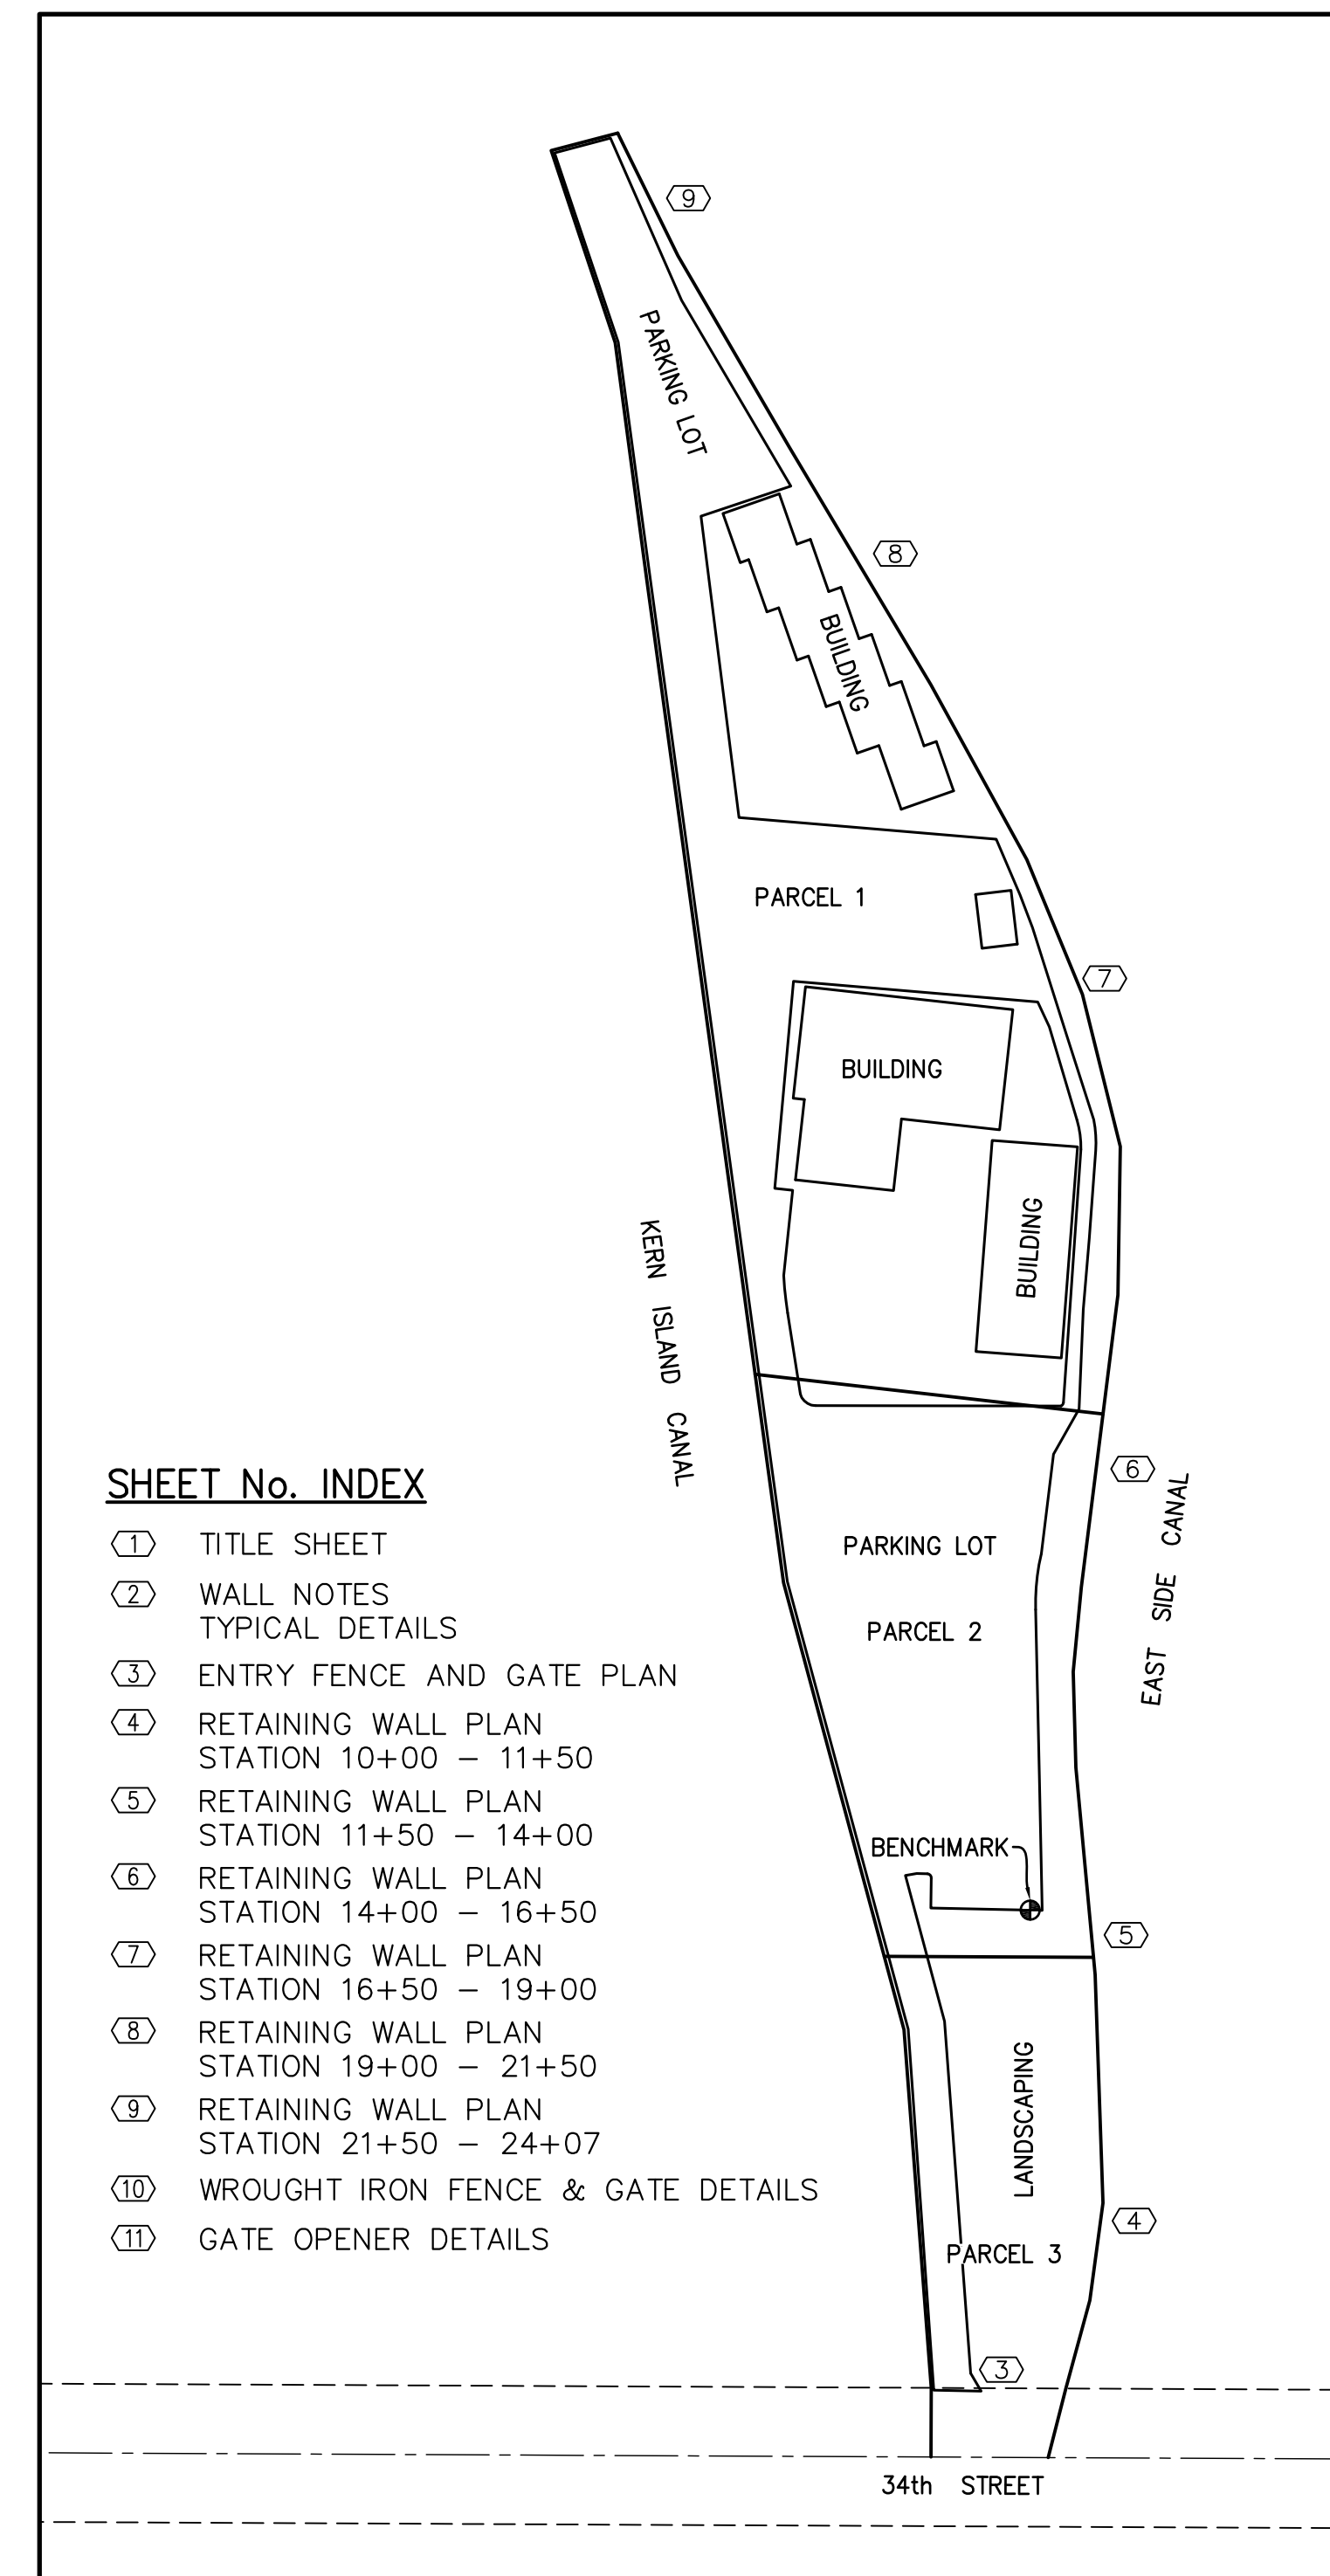 9
PARKING LOT
8
BUILDING
PARCEL 1
7
BUILDING
BUILDING
KERN ISLAND CANAL
6
EAST SIDE CANAL
PARKING LOT
PARCEL 2
BENCHMARK
5
LANDSCAPING
4
PARCEL 3
3
34th STREET
SHEET No. INDEX
1 TITLE SHEET
2 WALL NOTES
TYPICAL DETAILS
3 ENTRY FENCE AND GATE PLAN
4 RETAINING WALL PLAN
STATION 10+00 - 11+50
5 RETAINING WALL PLAN
STATION 11+50 - 14+00
6 RETAINING WALL PLAN
STATION 14+00 - 16+50
7 RETAINING WALL PLAN
STATION 16+50 - 19+00
8 RETAINING WALL PLAN
STATION 19+00 - 21+50
9 RETAINING WALL PLAN
STATION 21+50 - 24+07
10 WROUGHT IRON FENCE & GATE DETAILS
11 GATE OPENER DETAILS